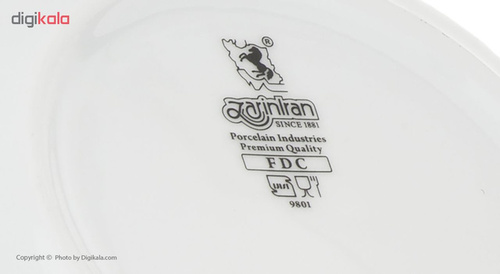 digikala
®
ZarinIran
SINCE 1881
Porcelain Industries
Premium Quality
FDC
9801
Copyright © Photo by Digikala.com